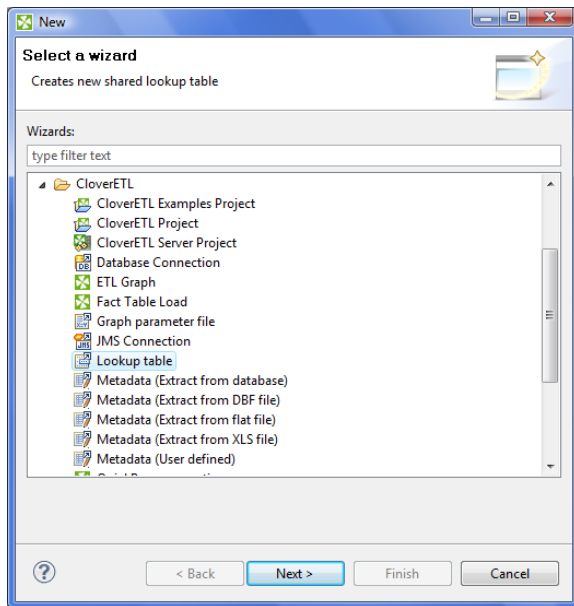 New
Select a wizard
Creates new shared lookup table
Wizards:
type filter text
CloverETL
CloverETL Examples Project
CloverETL Project
CloverETL Server Project
Database Connection
ETL Graph
Fact Table Load
Graph parameter file
JMS Connection
Lookup table
Metadata (Extract from database)
Metadata (Extract from DBF file)
Metadata (Extract from flat file)
Metadata (Extract from XLS file)
Metadata (User defined)
< Back Next > Finish Cancel